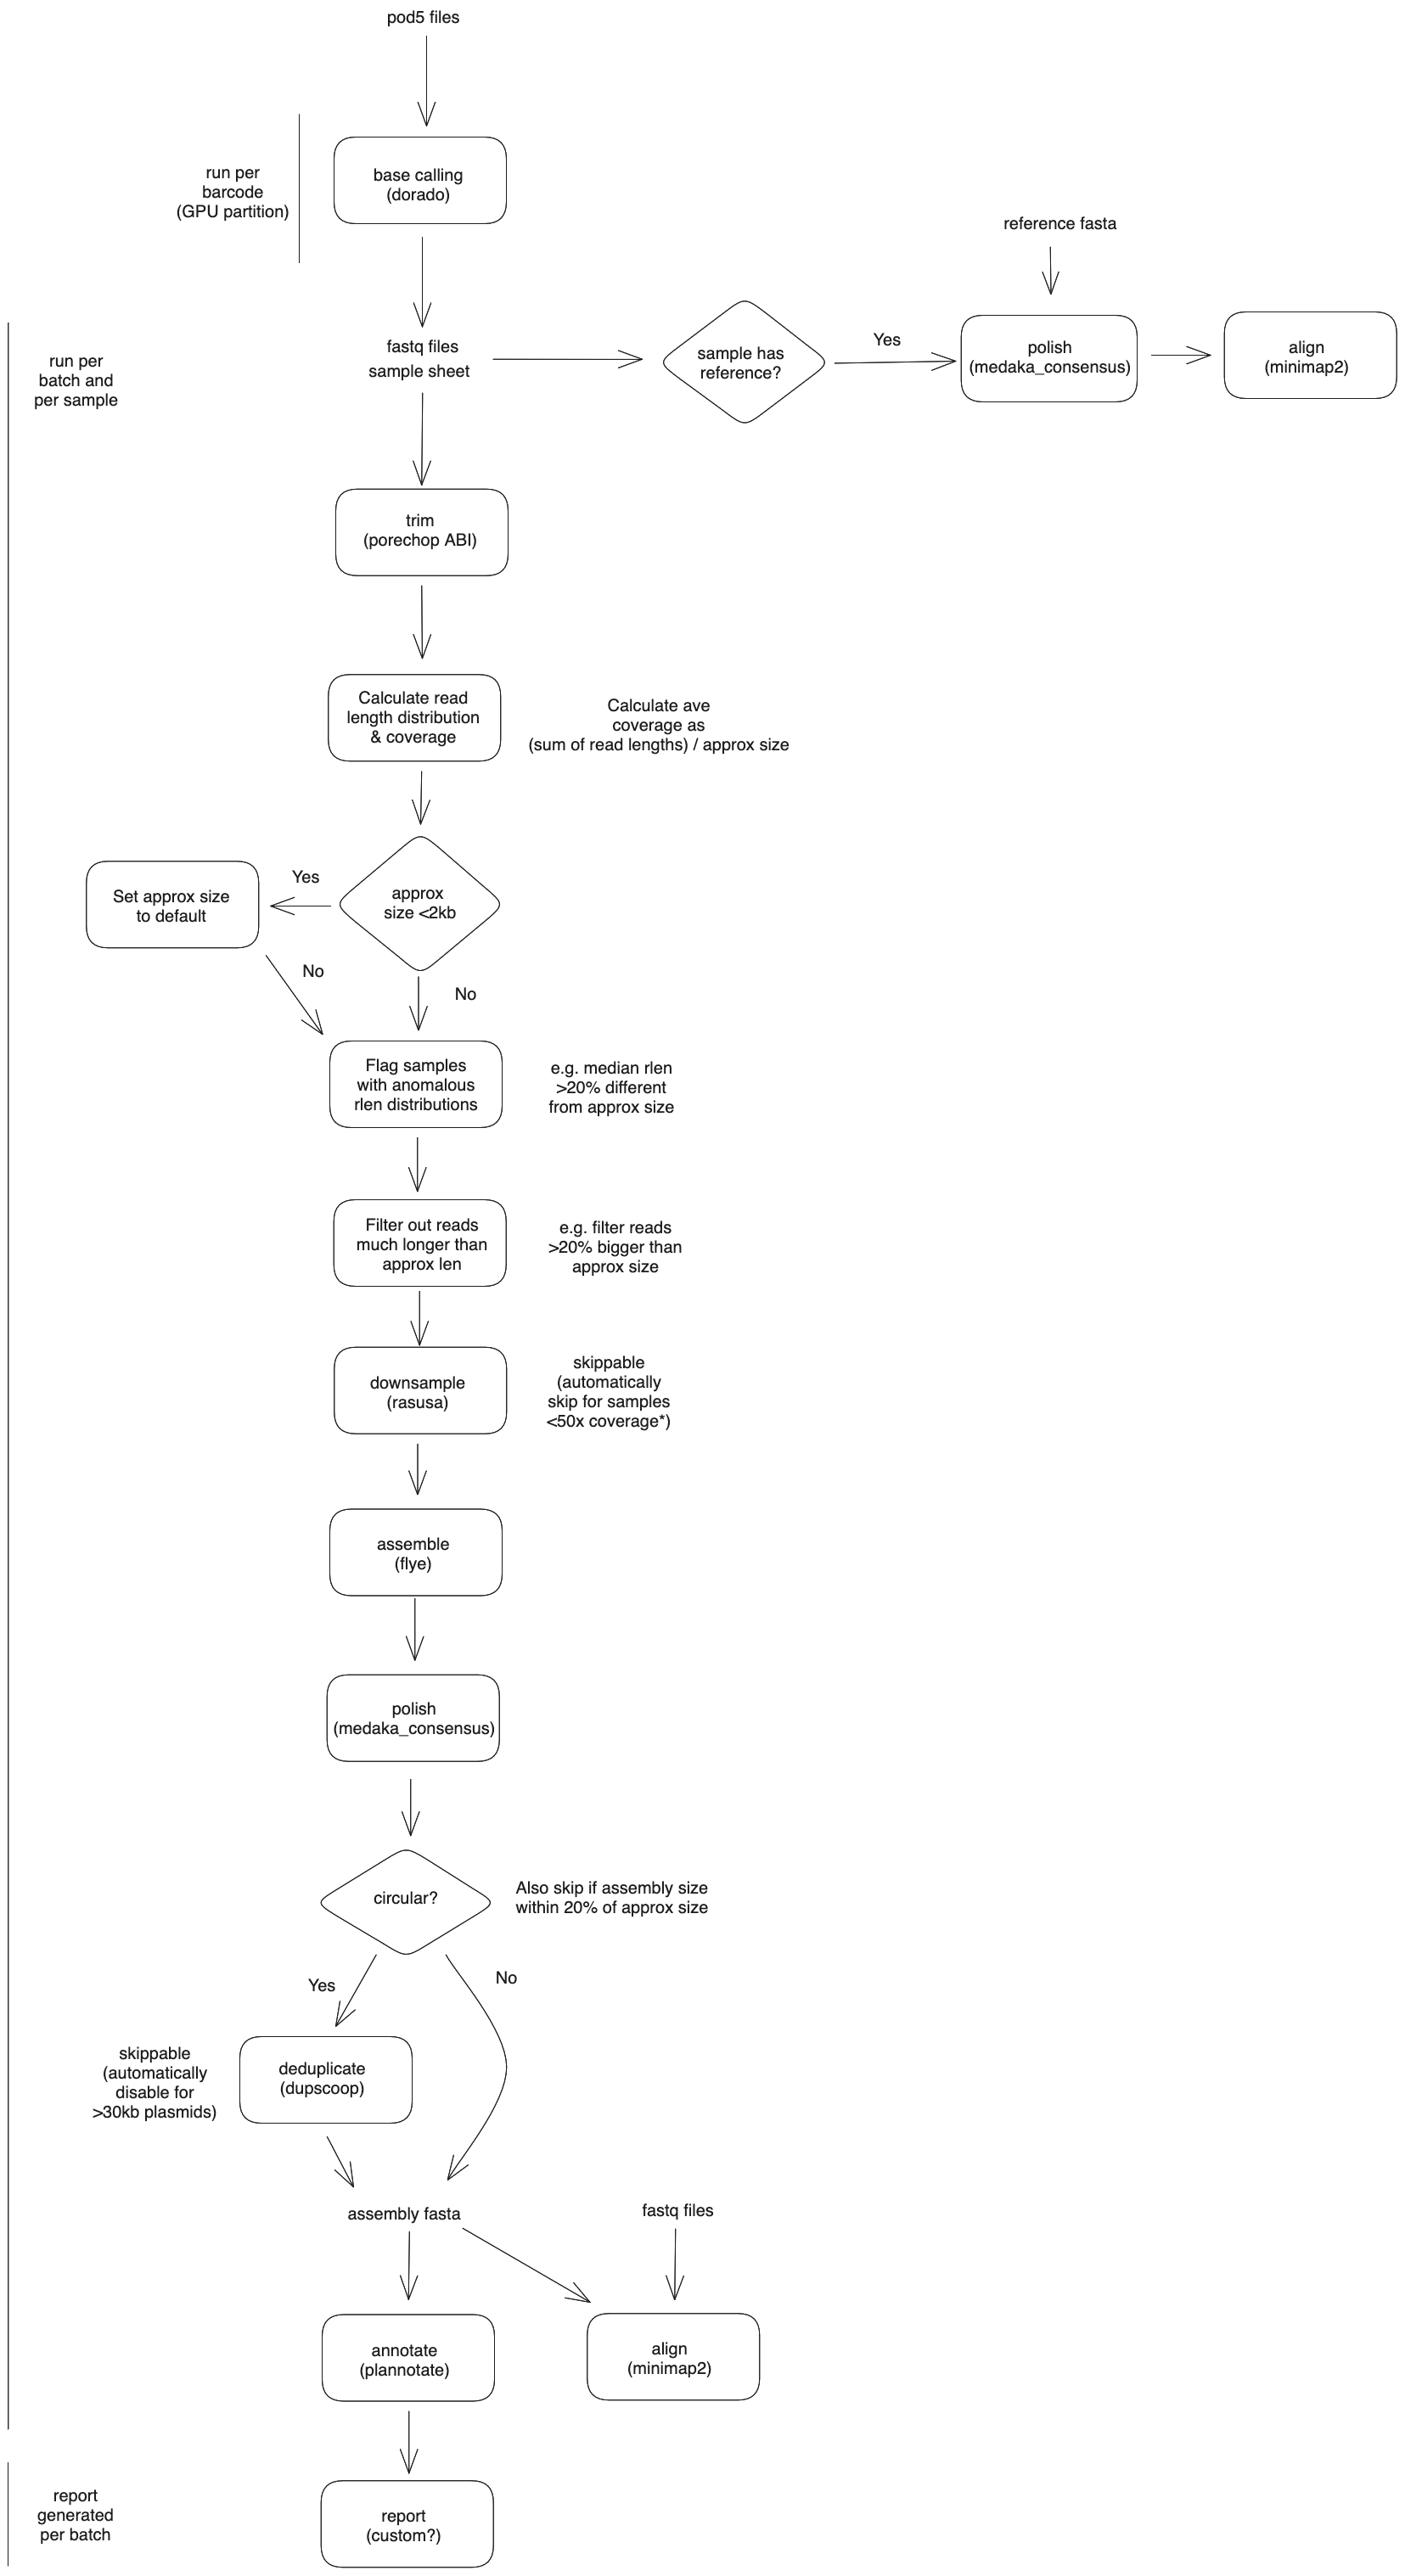 pod5 files
run per
barcode
(GPU partition)
base calling
(dorado)
reference fasta
run per
batch and
per sample
fastq files
sample sheet
sample has
reference?
Yes
polish
(medaka_consensus)
align
(minimap2)
trim
(porechop ABI)
Calculate read
length distribution
& coverage
Calculate ave
coverage as
(sum of read lengths) / approx size
Set approx size
to default
Yes
approx
size <2kb
No
No
Flag samples
with anomalous
rlen distributions
e.g. median rlen
>20% different
from approx size
Filter out reads
much longer than
approx len
e.g. filter reads
>20% bigger than
approx size
downsample
(rasusa)
skippable
(automatically
skip for samples
<50x coverage*)
assemble
(flye)
polish
(medaka_consensus)
circular?
Also skip if assembly size
within 20% of approx size
Yes
No
skippable
(automatically
disable for
>30kb plasmids)
deduplicate
(dupscoop)
assembly fasta
fastq files
annotate
(plannotate)
align
(minimap2)
report
generated
per batch
report
(custom?)